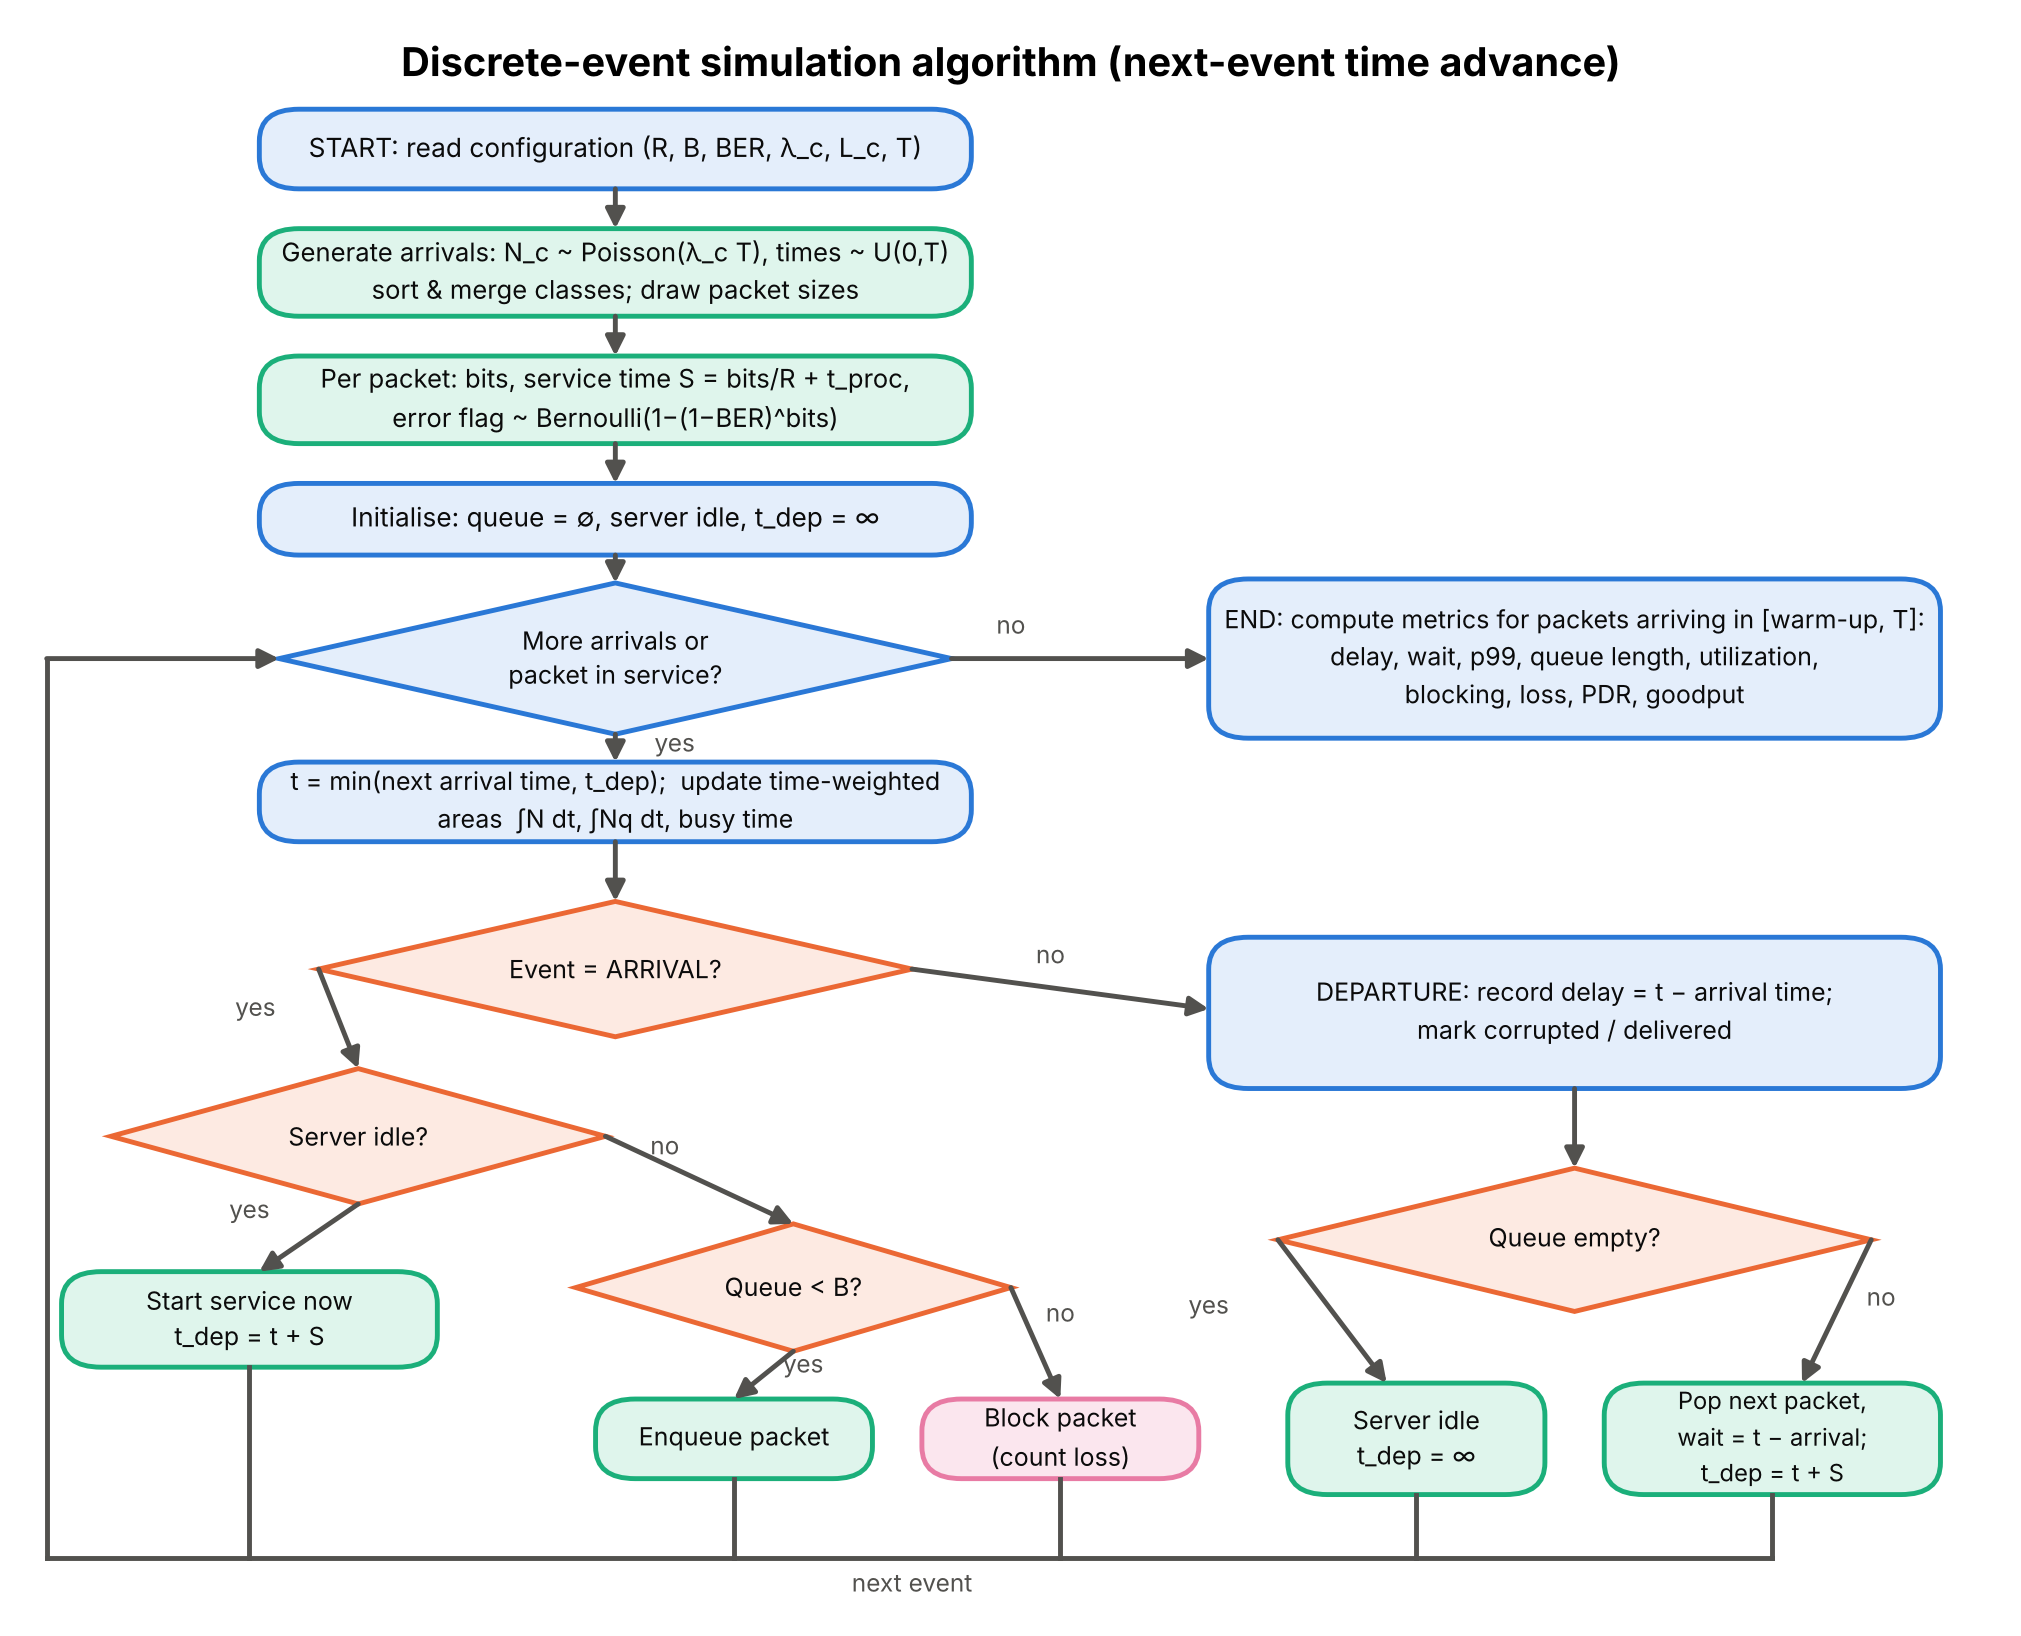 Discrete-event simulation algorithm (next-event time advance)
START: read configuration (R, B, BER, λ_c, L_c, T)
Generate arrivals: N_c ~ Poisson(λ_c T), times ~ U(0,T)
sort & merge classes; draw packet sizes
Per packet: bits, service time S = bits/R + t_proc,
error flag ~ Bernoulli(1−(1−BER)^bits)
Initialise: queue = ∅, server idle, t_dep = ∞
More arrivals or
packet in service?
no
END: compute metrics for packets arriving in [warm-up, T]:
delay, wait, p99, queue length, utilization,
blocking, loss, PDR, goodput
yes
t = min(next arrival time, t_dep);  update time-weighted
areas  ∫N dt, ∫Nq dt, busy time
Event = ARRIVAL?
no
DEPARTURE: record delay = t − arrival time;
mark corrupted / delivered
yes
Server idle?
no
yes
Start service now
t_dep = t + S
Queue < B?
no
yes
Enqueue packet
Block packet
(count loss)
Queue empty?
yes
no
Server idle
t_dep = ∞
Pop next packet,
wait = t − arrival;
t_dep = t + S
next event